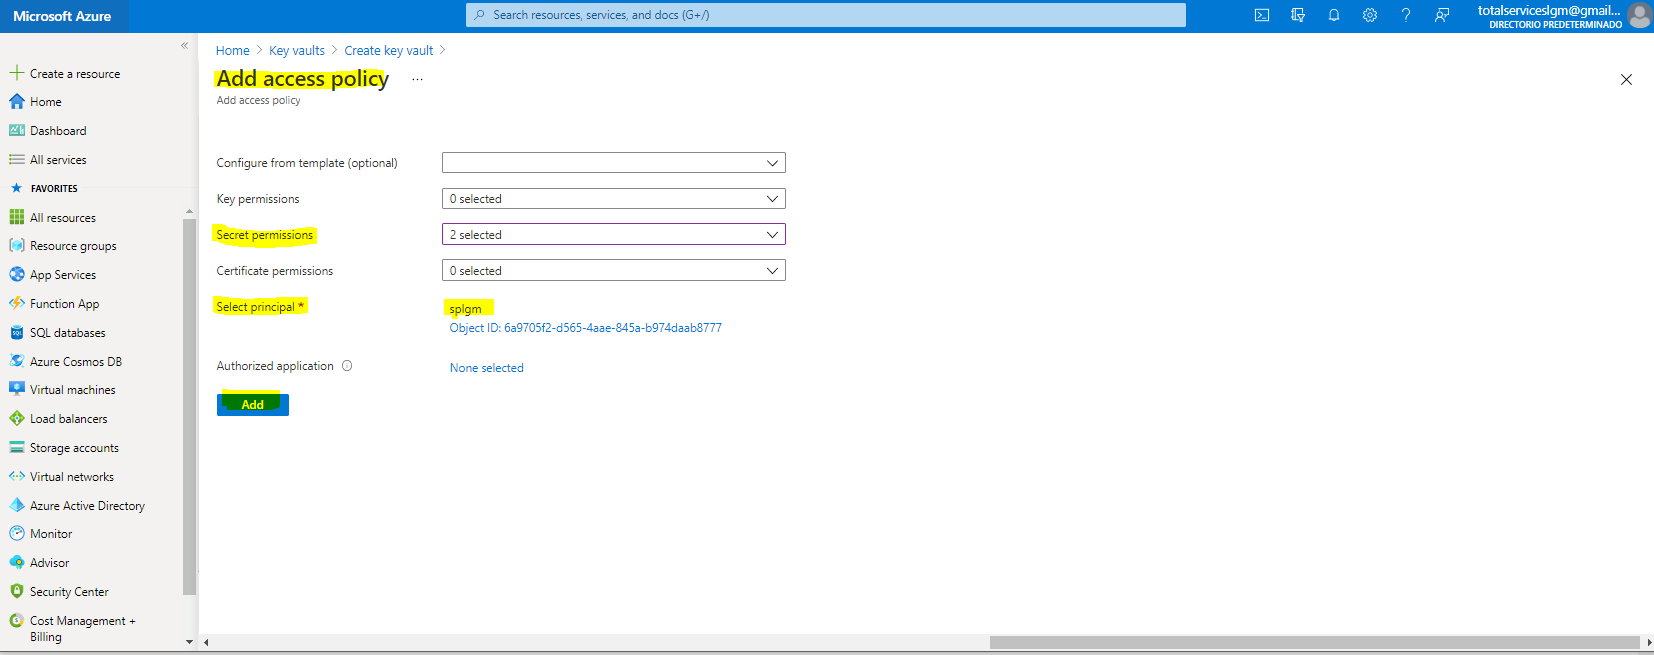 Microsoft Azure
Search resources, services, and docs (G+/)
totalserviceslgm@gmail...
DIRECTORIO PREDETERMINADO
Create a resource
Home
Dashboard
All services
FAVORITES
All resources
Resource groups
App Services
Function App
SQL databases
Azure Cosmos DB
Virtual machines
Load balancers
Storage accounts
Virtual networks
Azure Active Directory
Monitor
Advisor
Security Center
Cost Management +
Billing
Home > Key vaults > Create key vault >
Add access policy ...
Add access policy
Configure from template (optional)
Key permissions 0 selected
Secret permissions 2 selected
Certificate permissions 0 selected
Select principal * splgm
Object ID: 6a9705f2-d565-4aae-845a-b974daab8777
Authorized application None selected
Add